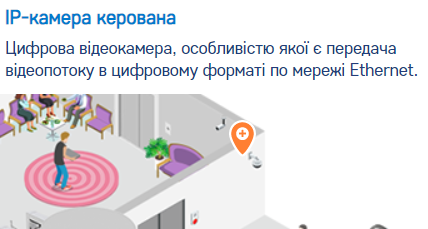 IP-камера керована
Цифрова відеокамера, особливістю якої є передача
відеопотоку в цифровому форматі по мережі Ethernet.